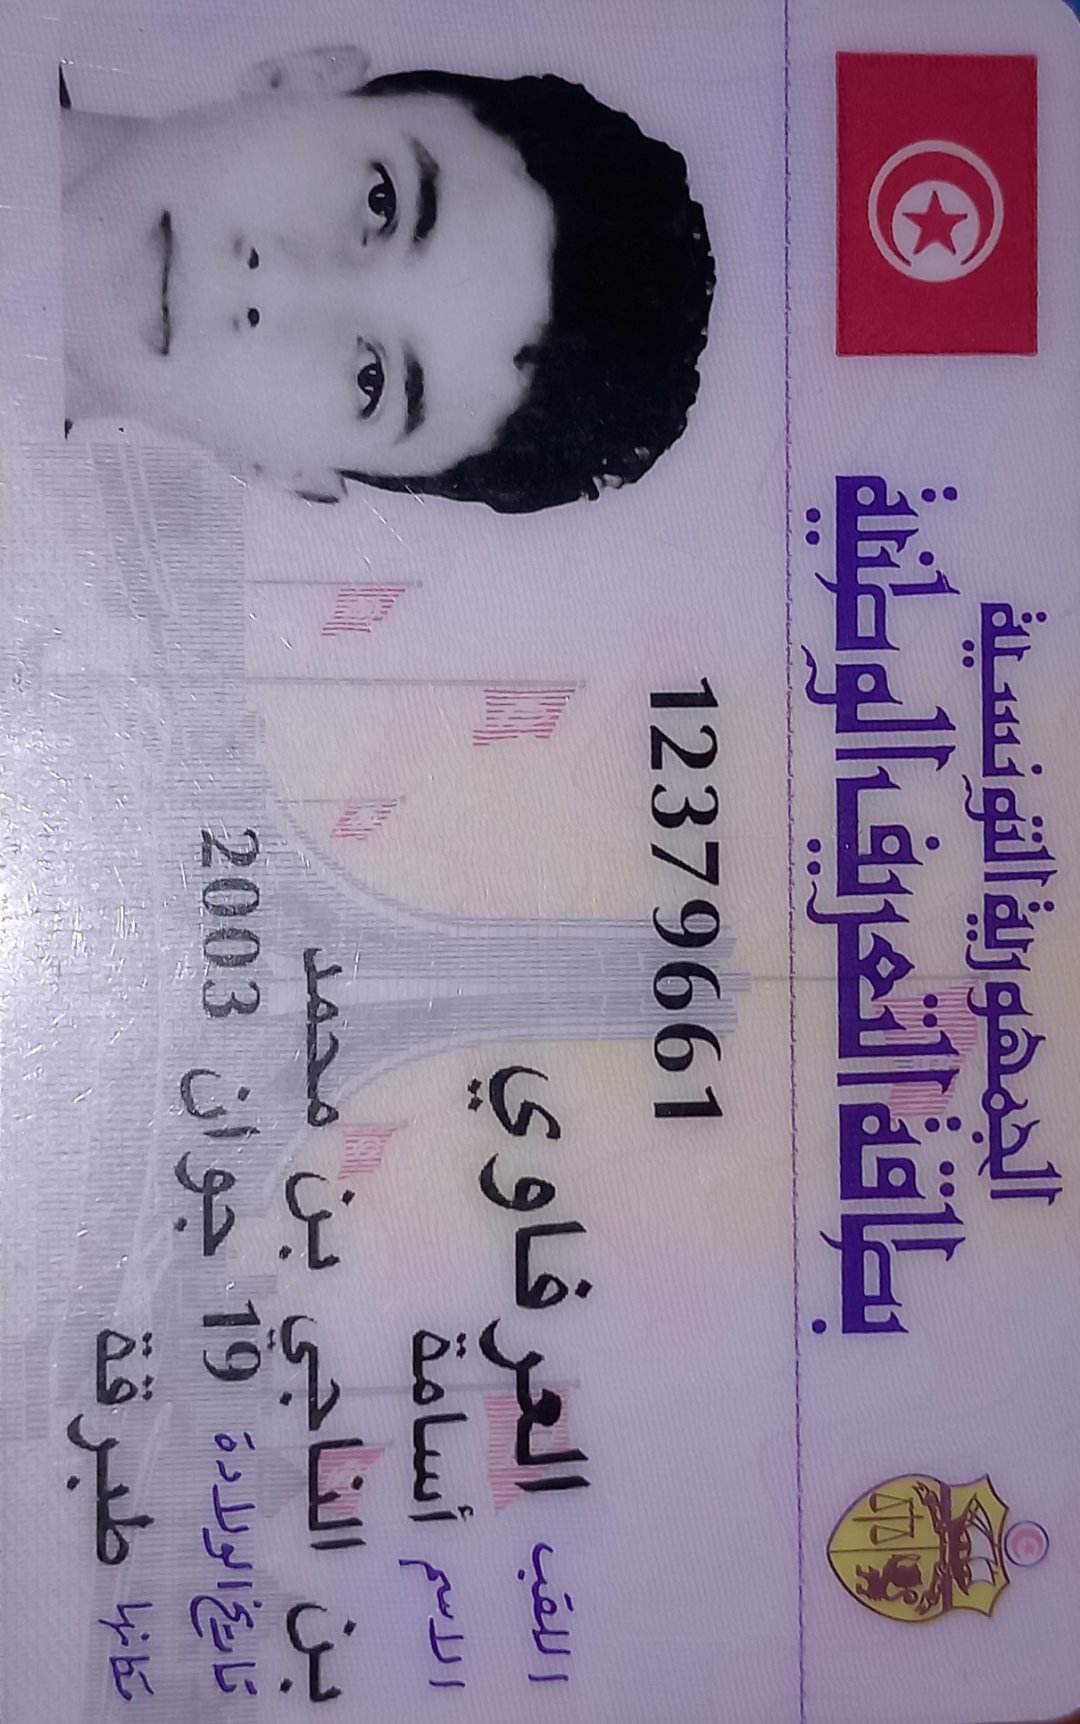 الجمهورية التونسية
بطاقة التعريف الوطنية
12379661
اللقب العرفاوي
الاسم أسامة
بن الناجي بن محمد
تاريخ الولادة 19 جوان 2003
مكانها طبرقة